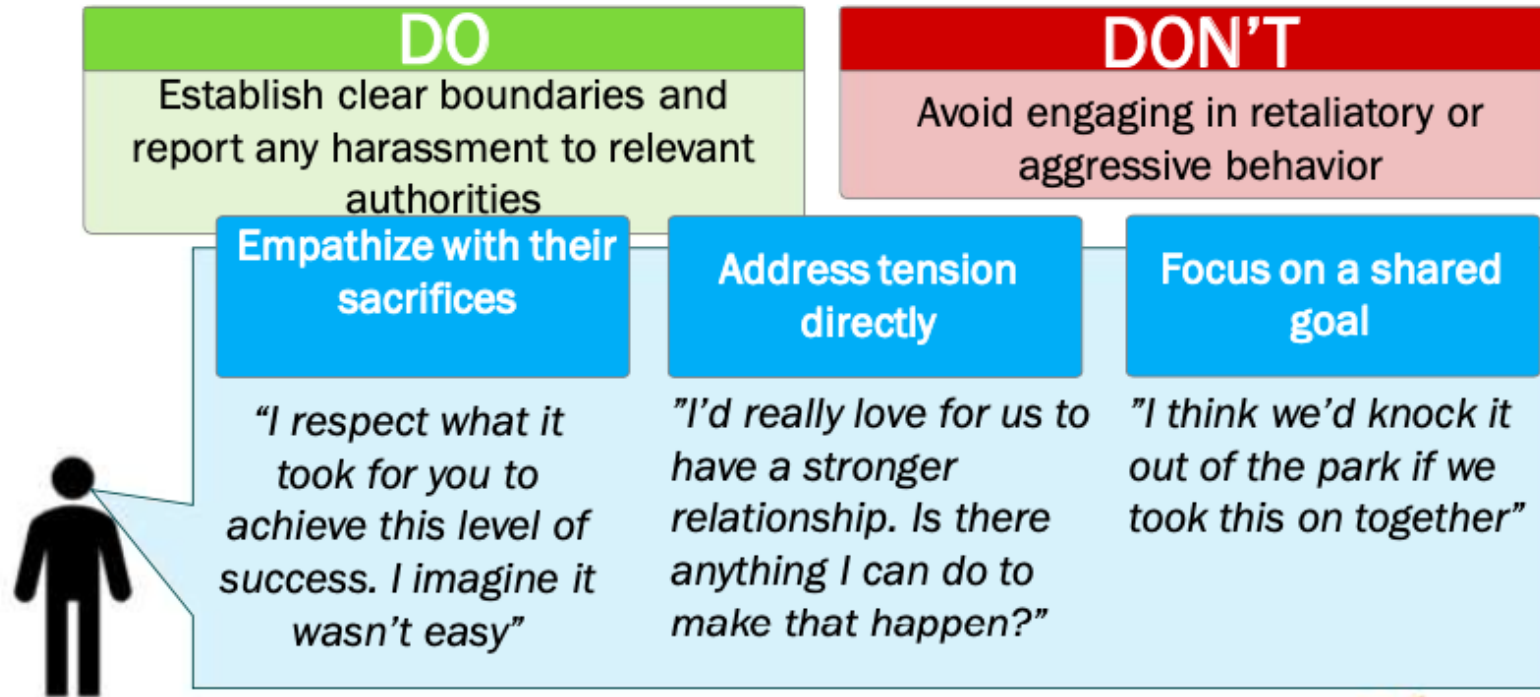 DO
Establish clear boundaries and
report any harassment to relevant
authorities
DON'T
Avoid engaging in retaliatory or
aggressive behavior
Empathize with their
sacrifices
“I respect what it
took for you to
achieve this level of
success. I imagine it
wasn’t easy”
Address tension
directly
”I’d really love for us to
have a stronger
relationship. Is there
anything I can do to
make that happen?”
Focus on a shared
goal
”I think we’d knock it
out of the park if we
took this on together”